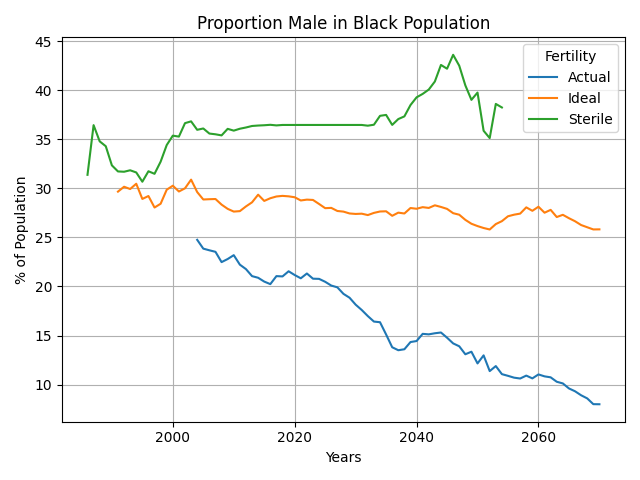 Proportion Male in Black Population
% of Population
45
40
35
30
25
20
15
10
Fertility
Actual
Ideal
Sterile
2000 2020 2040 2060
Years